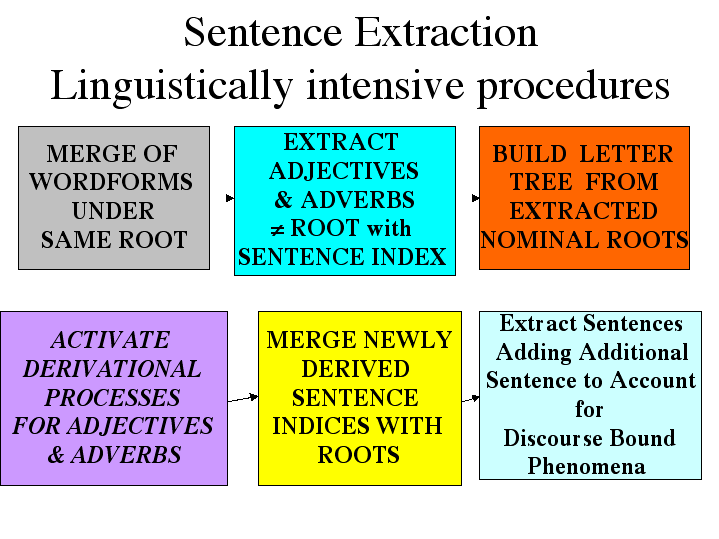 Sentence Extraction
Linguistically intensive procedures
MERGE OF
WORDFORMS
UNDER
SAME ROOT
EXTRACT
ADJECTIVES
& ADVERBS
≠ ROOT with
SENTENCE INDEX
BUILD LETTER
TREE FROM
EXTRACTED
NOMINAL ROOTS
ACTIVATE
DERIVATIONAL
PROCESSES
FOR ADJECTIVES
& ADVERBS
MERGE NEWLY
DERIVED
SENTENCE
INDICES WITH
ROOTS
Extract Sentences
Adding Additional
Sentence to Account
for
Discourse Bound
Phenomena